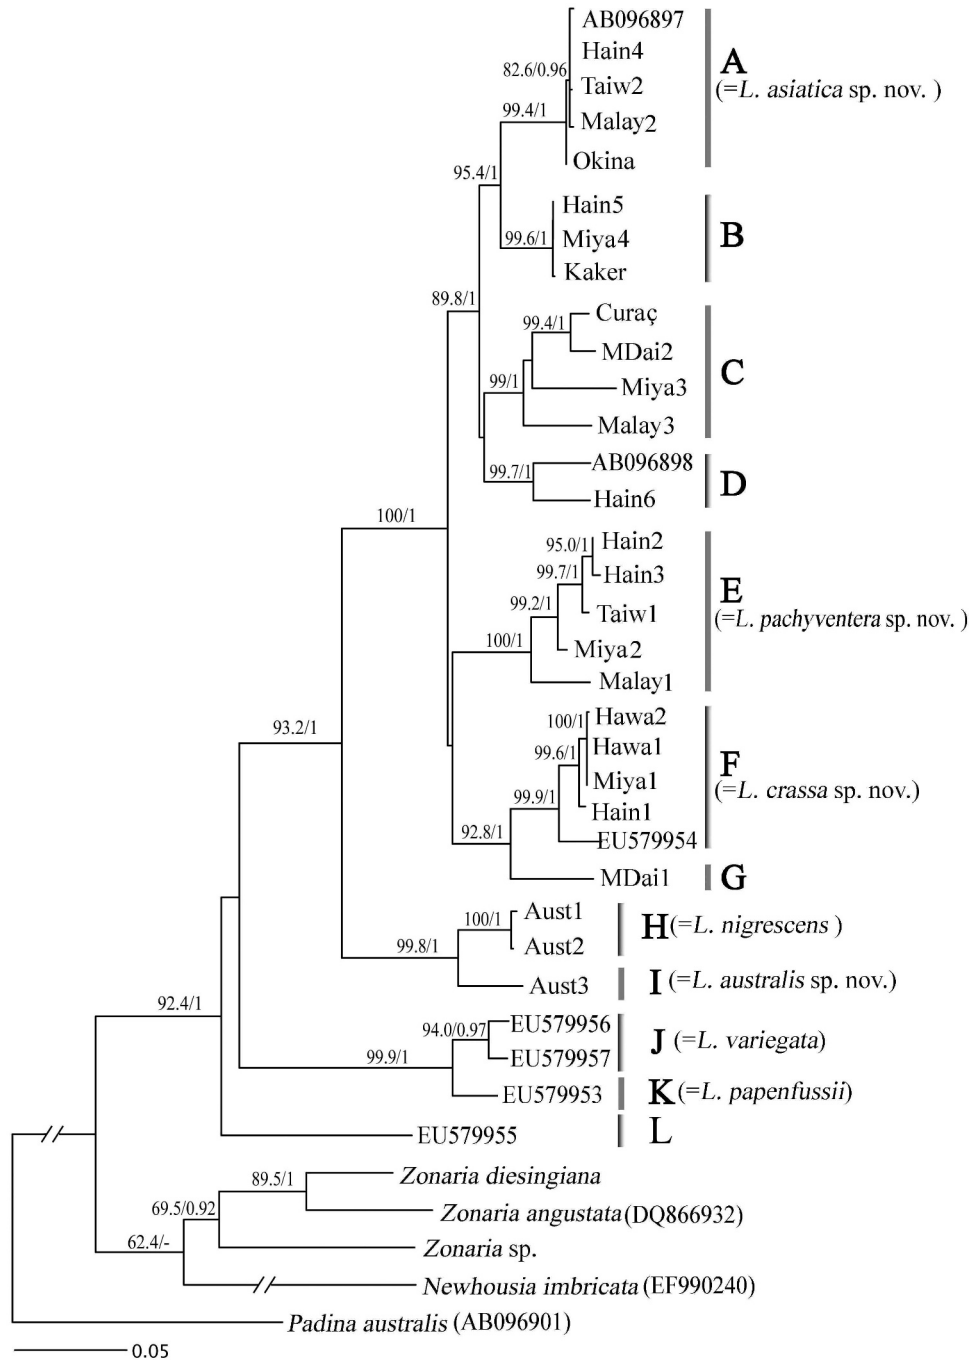 AB096897
Hain4
A
82.6/0.96
Taiw2
(=L. asiatica sp. nov. )
99.4/1
Malay2
Okina
95.4/1
Hain5
99.6/1
Miya4
B
Kaker
89.8/1
Curaç
99.4/1
MDai2
C
99/1
Miya3
Malay3
AB096898
99.7/1
D
Hain6
100/1
95.0/1
Hain2
99.7/1
Hain3
E
99.2/1
Taiw1
(=L. pachyventera sp. nov. )
100/1
Miya2
Malay1
100/1
Hawa2
93.2/1
99.6/1
Hawa1
F
Miya1
(=L. crassa sp. nov.)
99.9/1
Hain1
92.8/1
EU579954
MDai1
G
100/1
Aust1
H(=L. nigrescens )
99.8/1
Aust2
Aust3
I (=L. australis sp. nov.)
92.4/1
94.0/0.97
EU579956
J (=L. variegata)
99.9/1
EU579957
EU579953
K(=L. papenfussii)
EU579955
L
89.5/1
Zonaria diesingiana
69.5/0.92
Zonaria angustata(DQ866932)
62.4/-
Zonaria sp.
Newhousia imbricata(EF990240)
Padina australis (AB096901)
0.05